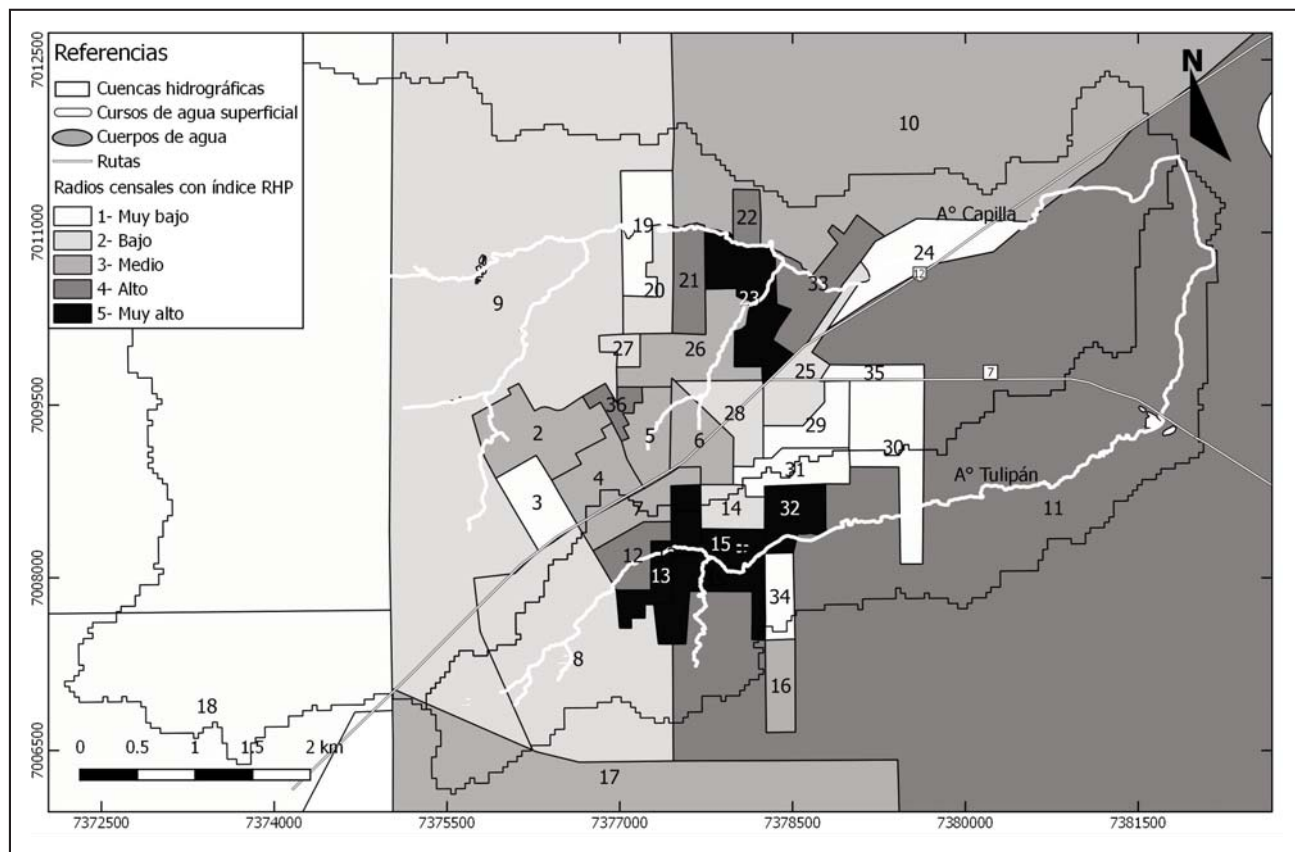 Referencias
Cuencas hidrográficas
Cursos de agua superficial
Cuerpos de agua
Rutas
Radios censales con índice RHP
1- Muy bajo
2- Bajo
3- Medio
4- Alto
5- Muy alto
N
10
A° Capilla
22
19
24
12
33
21
23
9
20
26
27
25
35
7
36
28
2
5
6
29
30
31
4
A° Tulipán
3
7
14
32
11
15
12
13
34
8
16
18
17
0 0.5 1 1.5 2 km
7012500
7011000
7009500
7008000
7006500
7372500 7374000 7375500 7377000 7378500 7380000 7381500